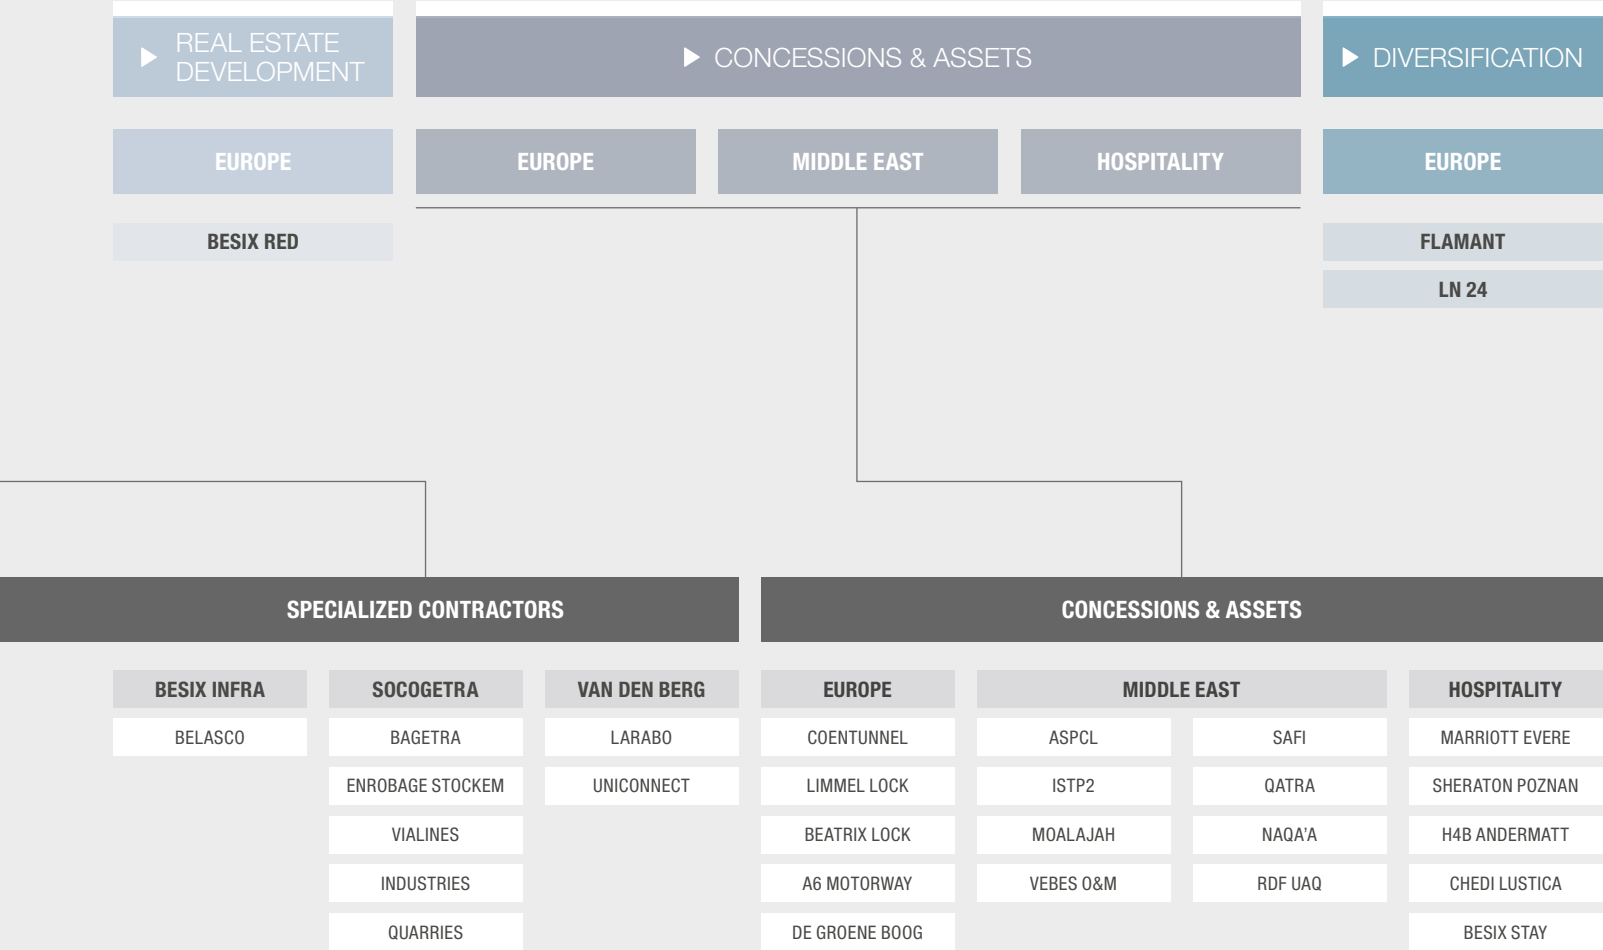 REAL ESTATE
DEVELOPMENT
CONCESSIONS & ASSETS
DIVERSIFICATION
EUROPE
EUROPE
MIDDLE EAST
HOSPITALITY
EUROPE
BESIX RED
FLAMANT
LN 24
SPECIALIZED CONTRACTORS
CONCESSIONS & ASSETS
BESIX INFRA
SOCOGETRA
VAN DEN BERG
EUROPE
MIDDLE EAST
HOSPITALITY
BELASCO
BAGETRA
LARABO
COENTUNNEL
ASPCL
SAFI
MARRIOTT EVERE
ENROBAGE STOCKEM
UNICONNECT
LIMMEL LOCK
ISTP2
QATRA
SHERATON POZNAN
VIALINES
BEATRIX LOCK
MOALAJAH
NAQA’A
H4B ANDERMATT
INDUSTRIES
A6 MOTORWAY
VEBES O&M
RDF UAQ
CHEDI LUSTICA
QUARRIES
DE GROENE BOOG
BESIX STAY